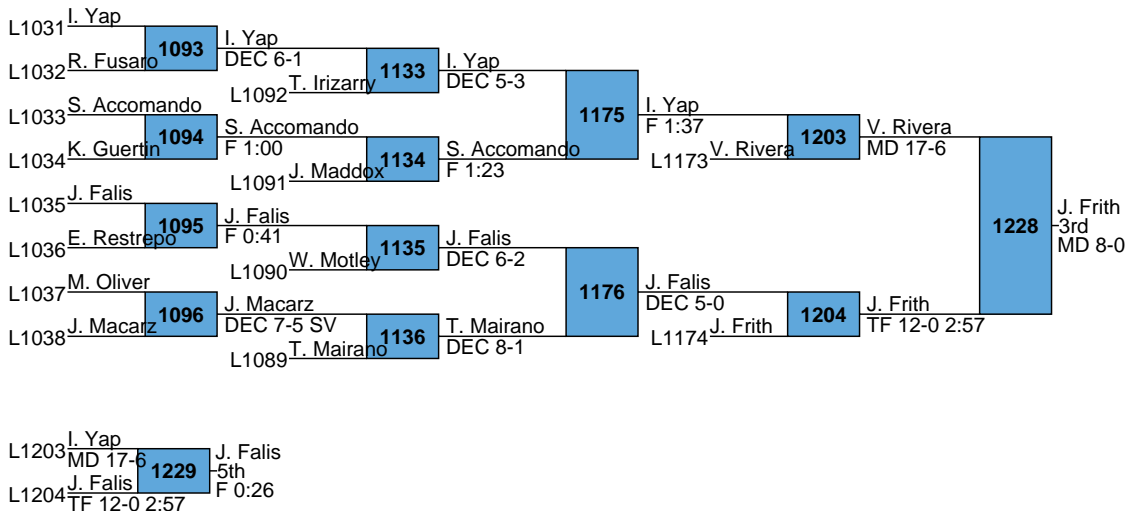 L1031 I. Yap
1093
L1032 R. Fusaro
I. Yap
DEC 6-1
1133
L1092 T. Irizarry
I. Yap
DEC 5-3
L1033 S. Accomando
1094
L1034 K. Guertin
S. Accomando
F 1:00
1134
L1091 J. Maddox
S. Accomando
F 1:23
1175
I. Yap
F 1:37
1203
L1173 V. Rivera
V. Rivera
MD 17-6
L1035 J. Falis
1095
L1036 E. Restrepo
J. Falis
F 0:41
1135
L1090 W. Motley
J. Falis
DEC 6-2
L1037 M. Oliver
1096
L1038 J. Macarz
J. Macarz
DEC 7-5 SV
1136
L1089 T. Mairano
T. Mairano
DEC 8-1
1176
J. Falis
DEC 5-0
1204
L1174 J. Frith
J. Frith
TF 12-0 2:57
1228
J. Frith
3rd
MD 8-0
L1203 I. Yap
MD 17-6
1229
L1204 J. Falis
TF 12-0 2:57
J. Falis
5th
F 0:26